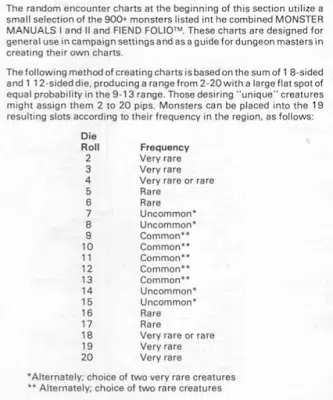 The random encounter charts at the beginning of this section utilize a
small selection of the 900+ monsters listed int he combined MONSTER
MANUALS I and II and FIEND FOLIO™. These charts are designed for
general use in campaign settings and as a guide for dungeon masters in
creating their own charts.
The following method of creating charts is based on the sum of 1 8-sided
and 1 12-sided die, producing a range from 2-20 with a large flat spot of
equal probability in the 9-13 range. Those desiring "unique" creatures
might assign them 2 to 20 pips. Monsters can be placed into the 19
resulting slots according to their frequency in the region, as follows:
Die
Roll Frequency
2 Very rare
3 Very rare
4 Very rare or rare
5 Rare
6 Rare
7 Uncommon*
8 Uncommon*
9 Common**
10 Common**
11 Common**
12 Common**
13 Common**
14 Uncommon*
15 Uncommon*
16 Rare
17 Rare
18 Very rare or rare
19 Very rare
20 Very rare
*Alternately; choice of two very rare creatures
** Alternately; choice of two rare creatures